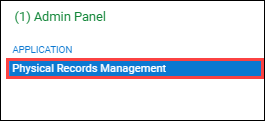 (1) Admin Panel
APPLICATION
Physical Records Management